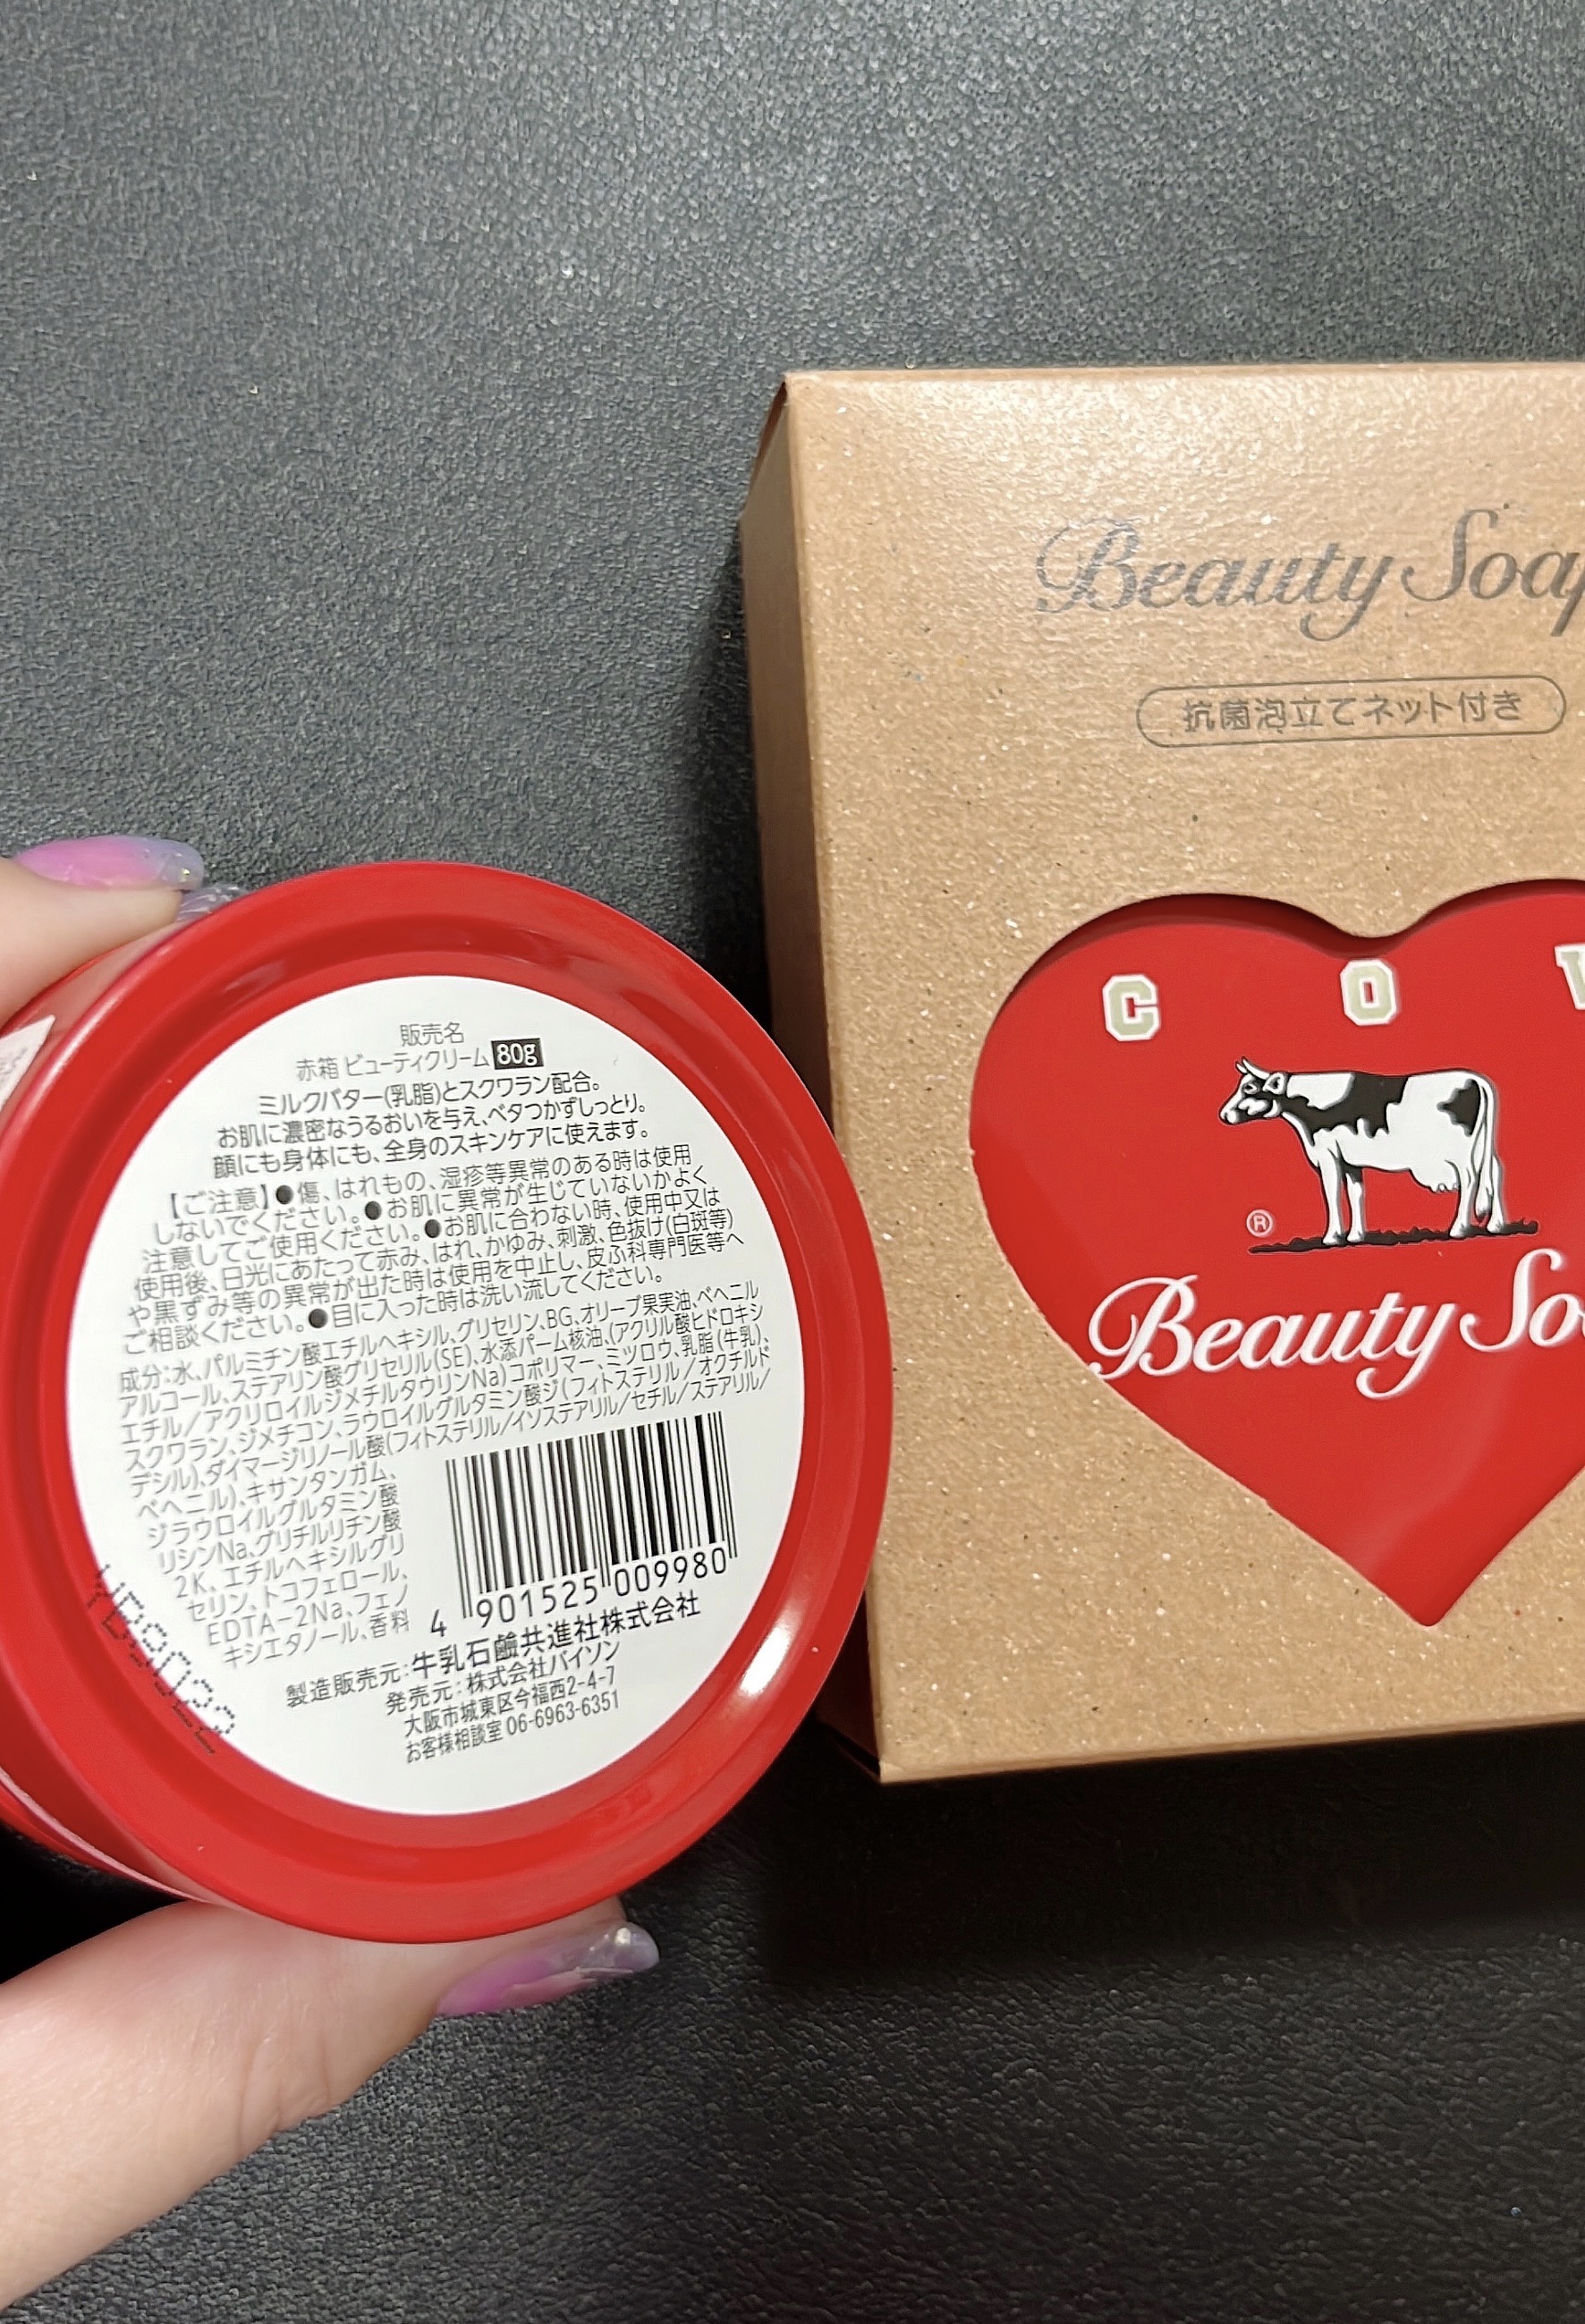 販売名
赤箱 ビューティクリーム 80g
ミルクバター(乳脂)とスクワラン配合。
お肌に濃密なうるおいを与え、ベタつかずしっとり。
顔にも身体にも、全身のスキンケアに使えます。
【ご注意】●傷、はれもの、湿疹等異常のある時は使用
しないでください。●お肌に異常が生じていないかよく
注意してご使用ください。●お肌に合わない時、使用中又は
使用後、日光にあたって赤み、はれ、かゆみ、刺激、色抜け(白斑等)
や黒ずみ等の異常が出た時は使用を中止し、皮ふ科専門医等へ
ご相談ください。●目に入った時は洗い流してください。
成分:水、パルミチン酸エチルヘキシル、グリセリン、BG、オリーブ果実油、ベヘニル
アルコール、ステアリン酸グリセリル(SE)、水添パーム核油、(アクリル酸ヒドロキシ
エチル/アクリロイルジメチルタウリンNa)コポリマー、ミツロウ、乳脂(牛乳)、
スクワラン、ジメチコン、ラウロイルグルタミン酸ジ(フィトステリル/オクチルド
デシル)、ダイマージリノール酸(フィトステリル/イソステアリル/セチル/ステアリル/
ベヘニル)、キサンタンガム、
ジラウロイルグルタミン酸
リシンNa、グリチルリチン酸
2K、エチルヘキシルグリ
セリン、トコフェロール、
EDTA-2Na、フェノ
キシエタノール、香料
4 901525 009980
製造販売元:牛乳石鹼共進社株式会社
発売元:株式会社バイソン
大阪市城東区今福西2-4-7
お客様相談室 06-6963-6351
Beauty Soap
抗菌泡立てネット付き
C O
®
Beauty